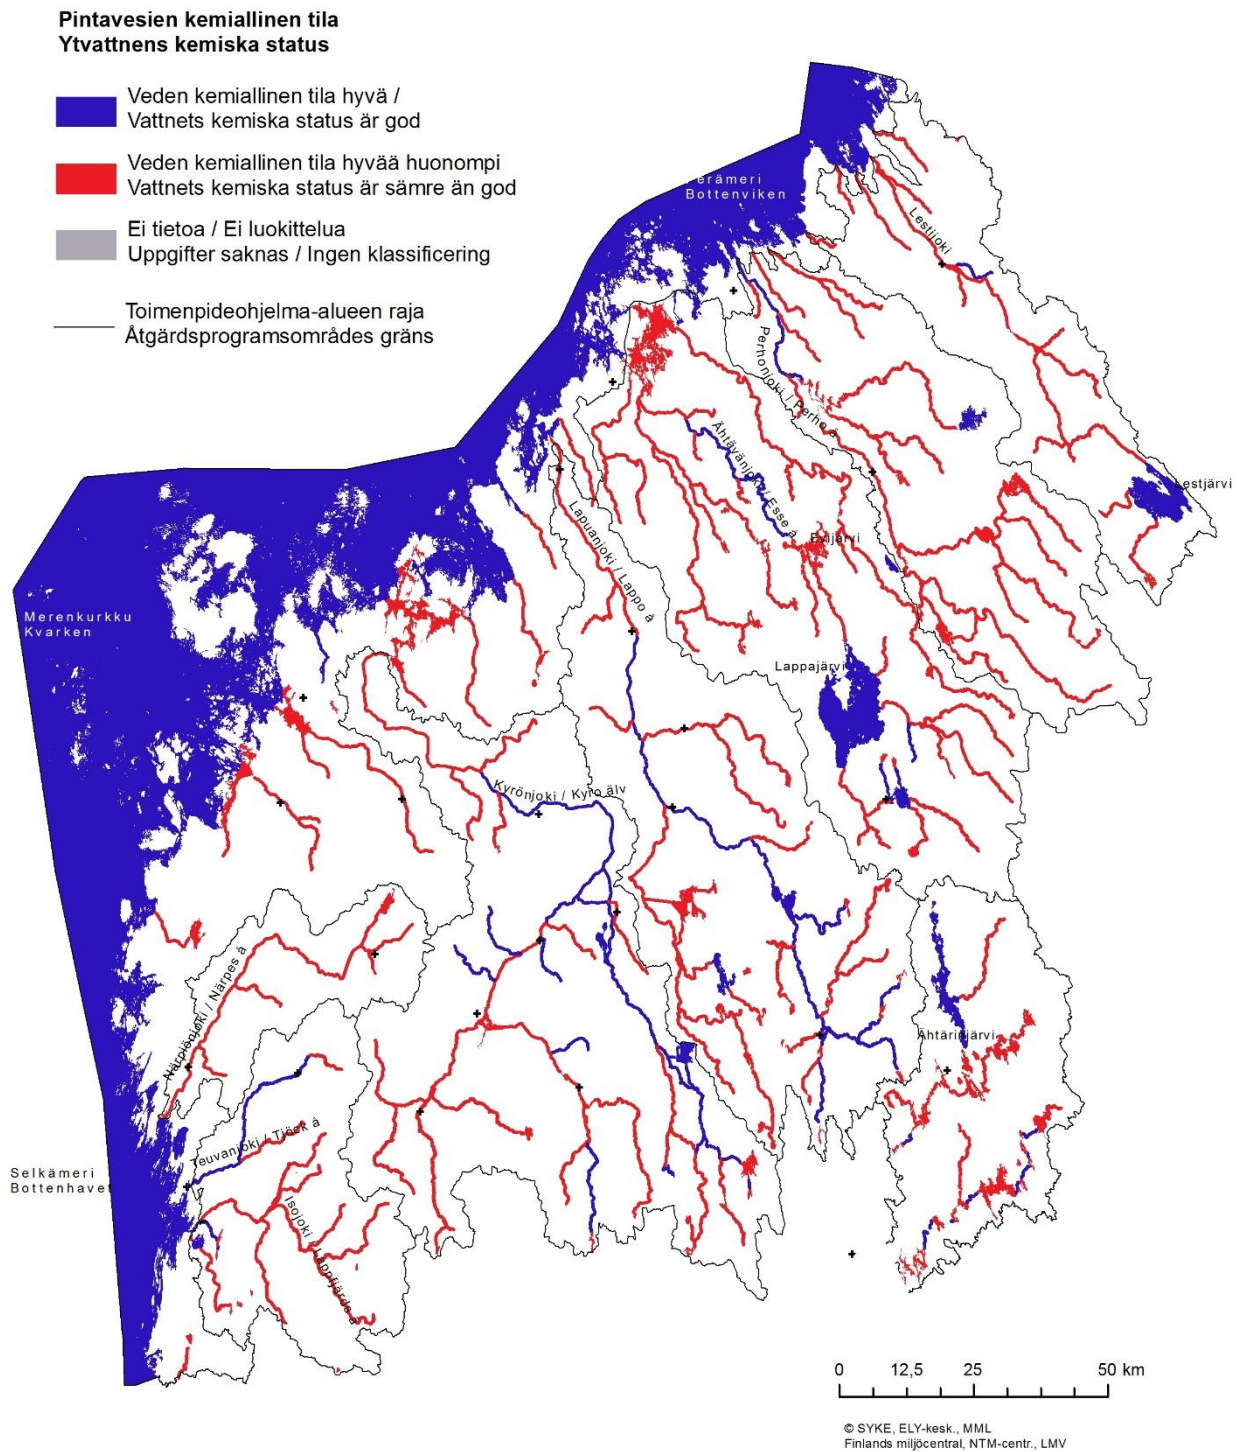 Pintavesien kemiallinen tila
Ytvattnens kemiska status
Veden kemiallinen tila hyvä /
Vattnets kemiska status är god
Veden kemiallinen tila hyvää huonompi
Vattnets kemiska status är sämre än god
Ei tietoa / Ei luokittelua
Uppgifter saknas / Ingen klassificering
Toimenpideohjelma-alueen raja
Åtgärdsprogramsområdes gräns
Perämeri
Bottenviken
Lestijoki
Perhonjoki / Perho å
Ähtävänjoki / Esse å
Lestjärvi
Lapuanjoki / Lappo å
Evijärvi
Merenkurkku
Kvarken
Lappajärvi
Kyrönjoki / Kyro älv
Närpiönjoki / Närpes å
Ähtärinjärvi
Teuvanjoki / Tjöck å
Selkämeri
Bottenhavet
Isojoki / Lappfjärds å
0 12,5 25 50 km
© SYKE, ELY-kesk., MML
Finlands miljöcentral, NTM-centr., LMV